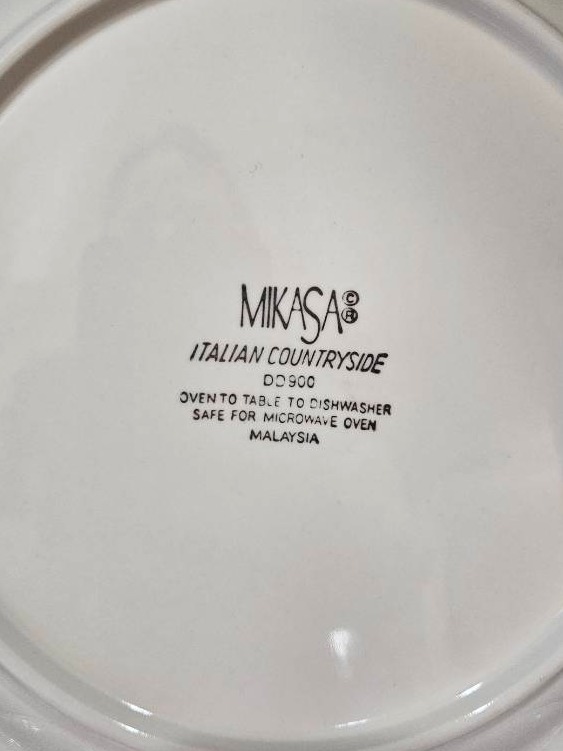 MIKASA © ®
ITALIAN COUNTRYSIDE
DD900
OVEN TO TABLE TO DISHWASHER
SAFE FOR MICROWAVE OVEN
MALAYSIA